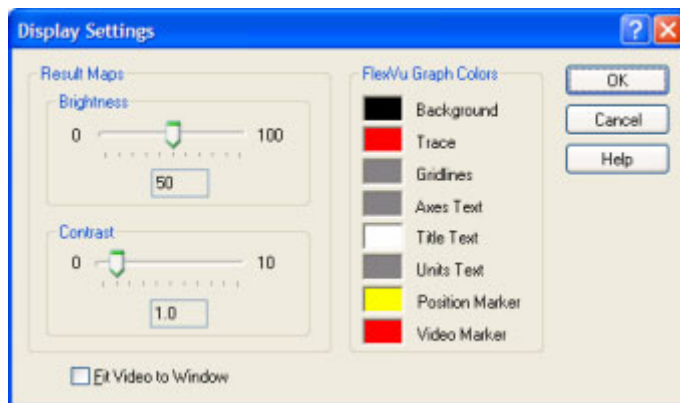 Display Settings
Result Maps
Brightness
0
100
50
Contrast
0
10
1.0
Fit Video to Window
FlexVu Graph Colors
Background
Trace
Gridlines
Axes Text
Title Text
Units Text
Position Marker
Video Marker
OK
Cancel
Help